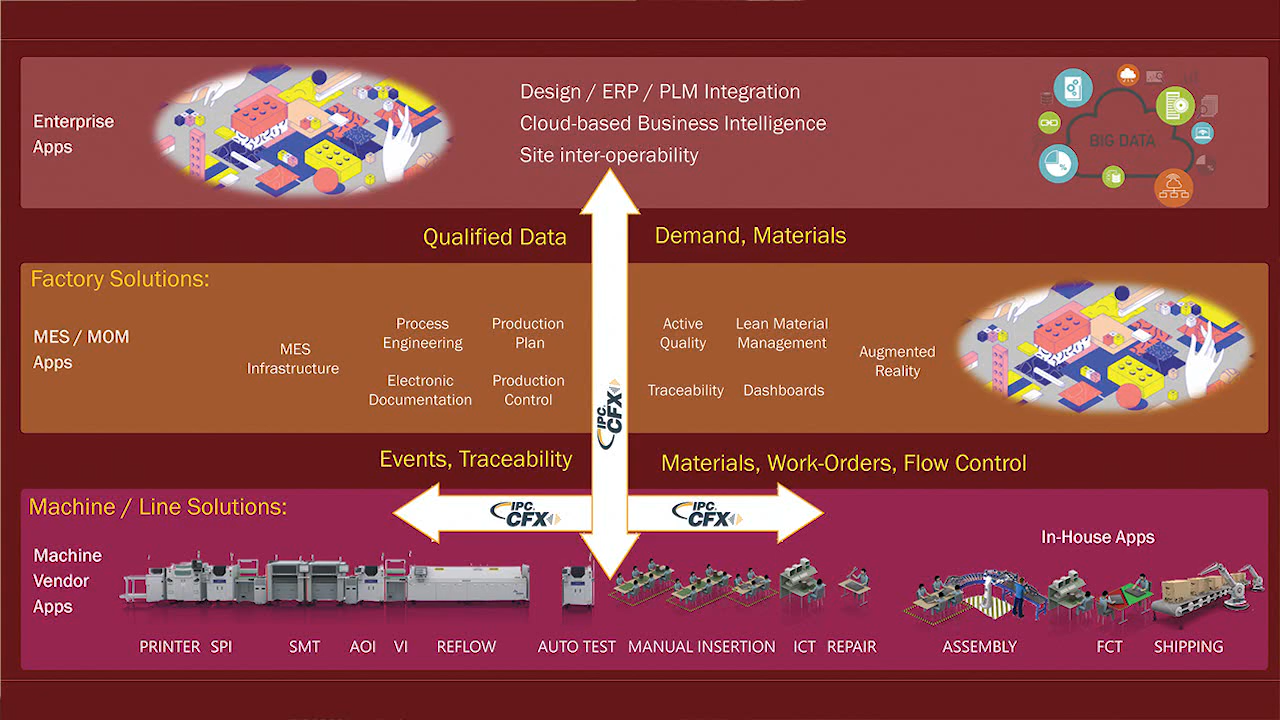 Enterprise
Apps
Design / ERP / PLM Integration
Cloud-based Business Intelligence
Site inter-operability
BIG DATA
Qualified Data
Demand, Materials
Factory Solutions:
MES / MOM
Apps
MES
Infrastructure
Process
Engineering
Production
Plan
Electronic
Documentation
Production
Control
Active
Quality
Lean Material
Management
Traceability
Dashboards
Augmented
Reality
IPC.
CFX
Events, Traceability
Materials, Work-Orders, Flow Control
Machine / Line Solutions:
IPC.
CFX
IPC.
CFX
In-House Apps
Machine
Vendor
Apps
PRINTER SPI SMT AOI VI REFLOW AUTO TEST MANUAL INSERTION ICT REPAIR ASSEMBLY FCT SHIPPING